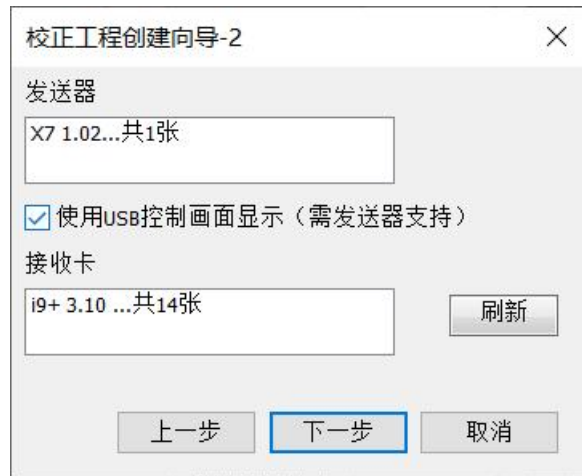 校正工程创建向导-2
发送器
X7 1.02...共1张
使用USB控制画面显示（需发送器支持）
接收卡
i9+ 3.10 ...共14张
刷新
上一步 下一步 取消